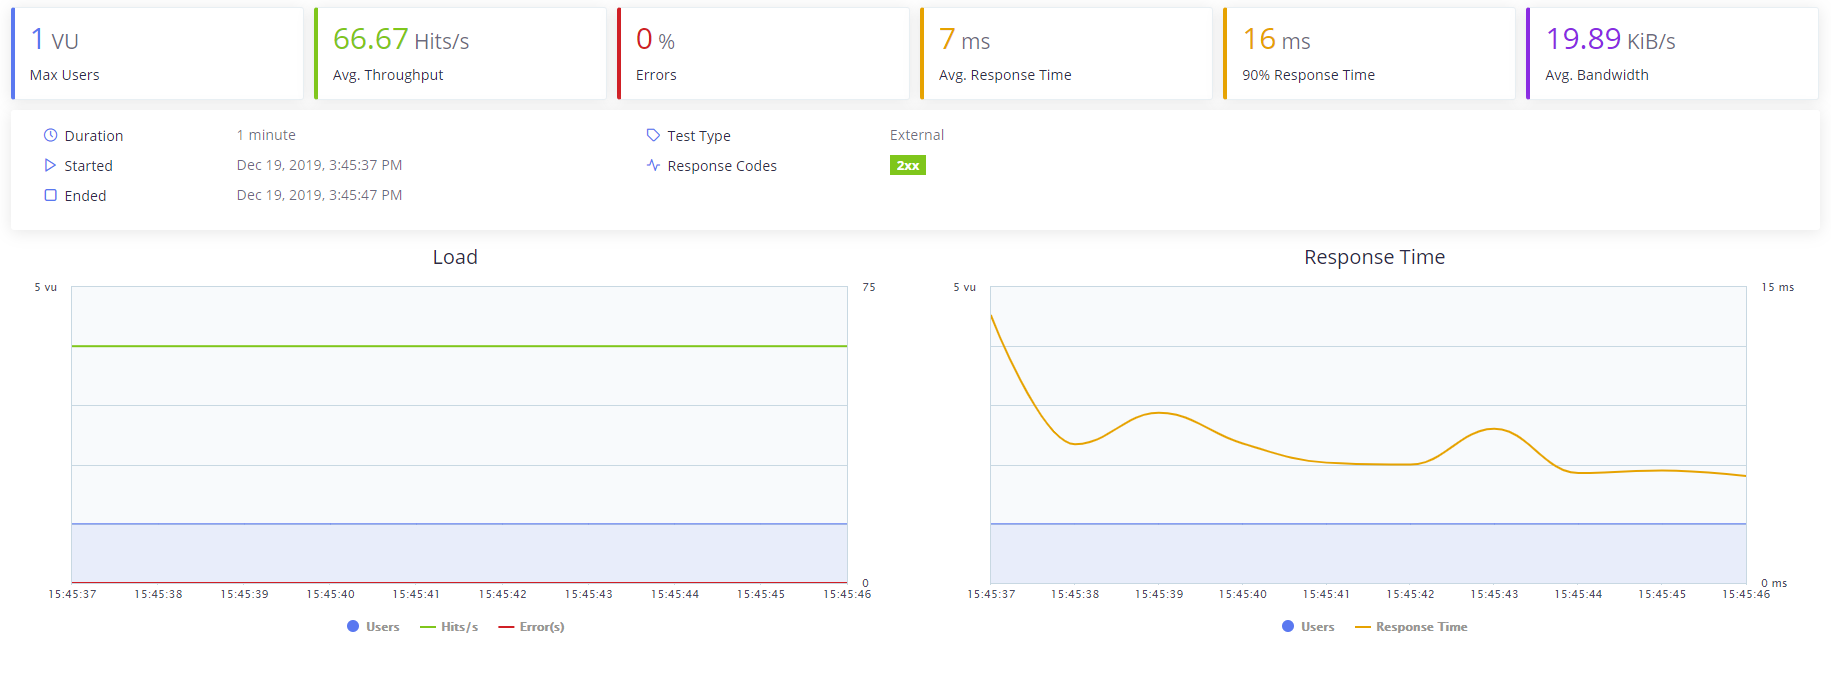 1 VU
Max Users
66.67 Hits/s
Avg. Throughput
0 %
Errors
7 ms
Avg. Response Time
16 ms
90% Response Time
19.89 KiB/s
Avg. Bandwidth
Duration 1 minute
Started Dec 19, 2019, 3:45:37 PM
Ended Dec 19, 2019, 3:45:47 PM
Test Type External
Response Codes 2xx
Load
5 vu 75
0
15:45:37 15:45:38 15:45:39 15:45:40 15:45:41 15:45:42 15:45:43 15:45:44 15:45:45 15:45:46
Users Hits/s Error(s)
Response Time
5 vu 15 ms
0 ms
15:45:37 15:45:38 15:45:39 15:45:40 15:45:41 15:45:42 15:45:43 15:45:44 15:45:45 15:45:46
Users Response Time